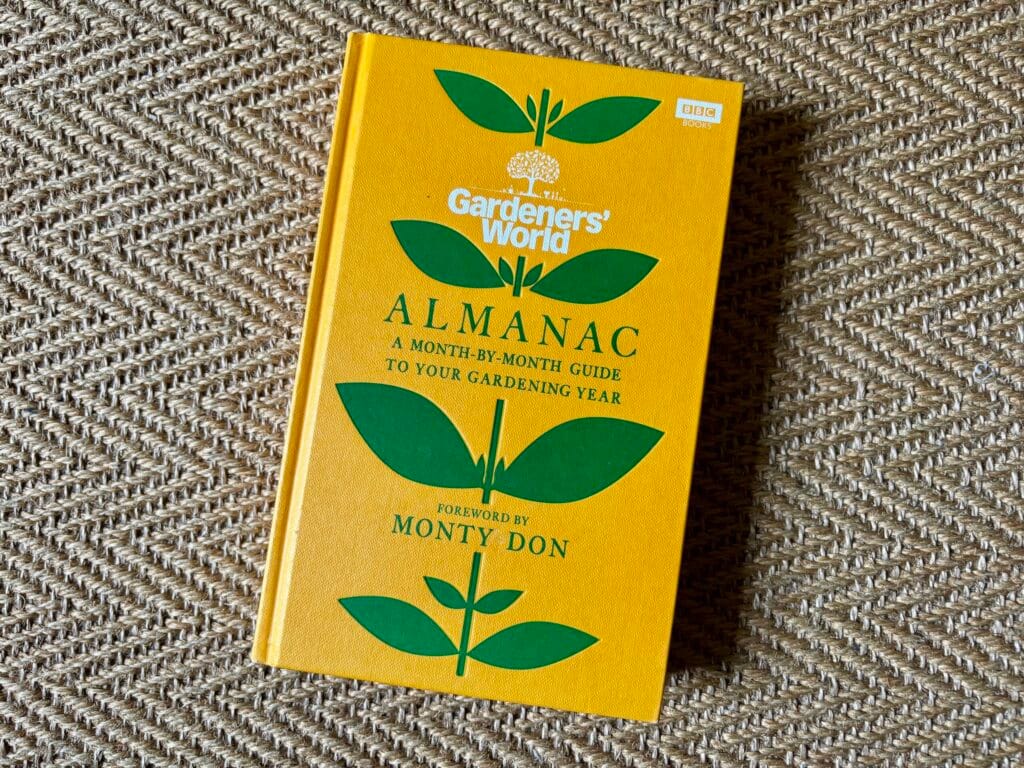 BBC
BOOKS
Gardeners'
World
ALMANAC
A MONTH-BY-MONTH GUIDE
TO YOUR GARDENING YEAR
FOREWORD BY
MONTY DON